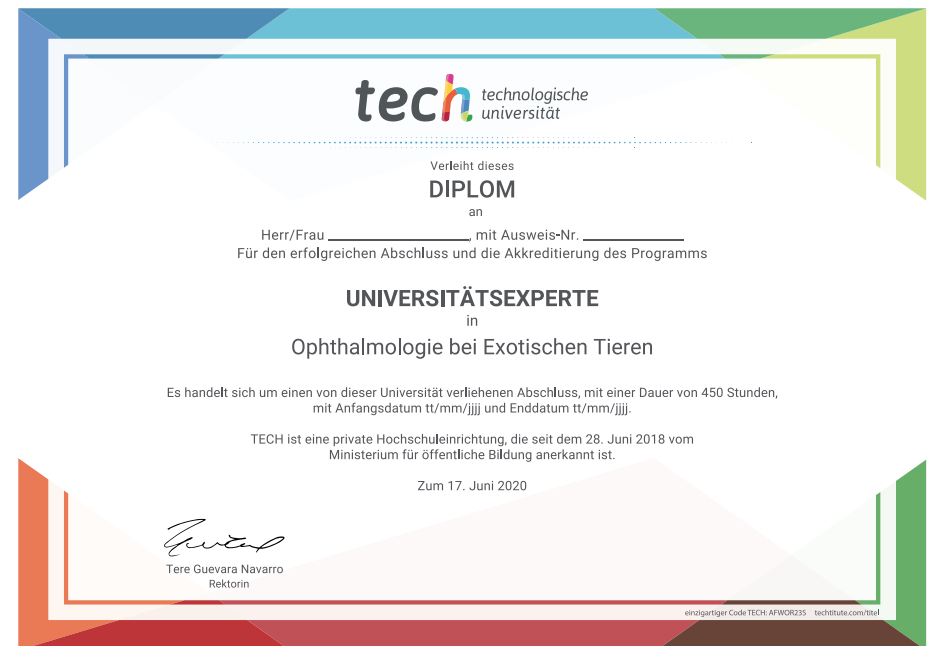 tech technologische
universität
Verleiht dieses
DIPLOM
an
Herr/Frau ____________, mit Ausweis-Nr. ____________
Für den erfolgreichen Abschluss und die Akkreditierung des Programms
UNIVERSITÄTSEXPERTE
in
Ophthalmologie bei Exotischen Tieren
Es handelt sich um einen von dieser Universität verliehenen Abschluss, mit einer Dauer von 450 Stunden,
mit Anfangsdatum tt/mm/jjjj und Enddatum tt/mm/jjjj.
TECH ist eine private Hochschuleinrichtung, die seit dem 28. Juni 2018 vom
Ministerium für öffentliche Bildung anerkannt ist.
Zum 17. Juni 2020
Tere Guevara Navarro
Rektorin
einzigartiger Code TECH: AFWOR23S techtitute.com/titel